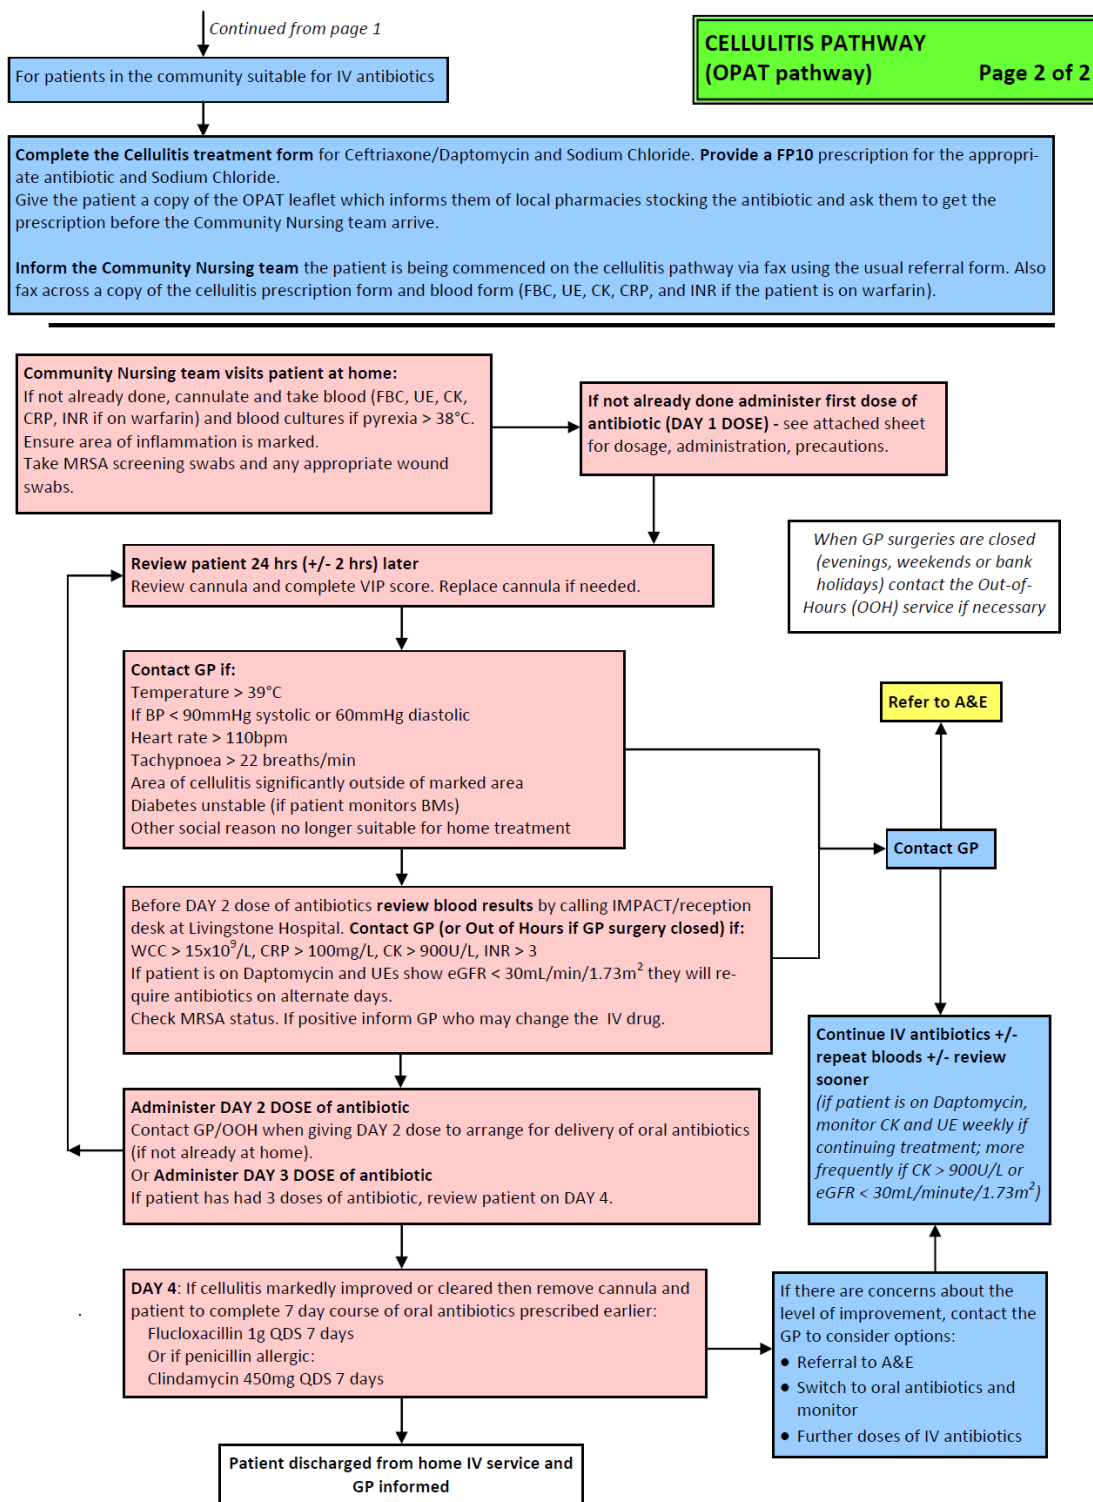 Continued from page 1
CELLULITIS PATHWAY
(OPAT pathway) Page 2 of 2
For patients in the community suitable for IV antibiotics
Complete the Cellulitis treatment form for Ceftriaxone/Daptomycin and Sodium Chloride. Provide a FP10 prescription for the appropri-
ate antibiotic and Sodium Chloride.
Give the patient a copy of the OPAT leaflet which informs them of local pharmacies stocking the antibiotic and ask them to get the
prescription before the Community Nursing team arrive.
Inform the Community Nursing team the patient is being commenced on the cellulitis pathway via fax using the usual referral form. Also
fax across a copy of the cellulitis prescription form and blood form (FBC, UE, CK, CRP, and INR if the patient is on warfarin).
Community Nursing team visits patient at home:
If not already done, cannulate and take blood (FBC, UE, CK,
CRP, INR if on warfarin) and blood cultures if pyrexia > 38°C.
Ensure area of inflammation is marked.
Take MRSA screening swabs and any appropriate wound
swabs.
If not already done administer first dose of
antibiotic (DAY 1 DOSE) - see attached sheet
for dosage, administration, precautions.
When GP surgeries are closed
(evenings, weekends or bank
holidays) contact the Out-of-
Hours (OOH) service if necessary
Review patient 24 hrs (+/- 2 hrs) later
Review cannula and complete VIP score. Replace cannula if needed.
Contact GP if:
Temperature > 39°C
If BP < 90mmHg systolic or 60mmHg diastolic
Heart rate > 110bpm
Tachypnoea > 22 breaths/min
Area of cellulitis significantly outside of marked area
Diabetes unstable (if patient monitors BMs)
Other social reason no longer suitable for home treatment
Refer to A&E
Contact GP
Before DAY 2 dose of antibiotics review blood results by calling IMPACT/reception
desk at Livingstone Hospital. Contact GP (or Out of Hours if GP surgery closed) if:
WCC > 15x10⁹/L, CRP > 100mg/L, CK > 900U/L, INR > 3
If patient is on Daptomycin and UEs show eGFR < 30mL/min/1.73m² they will re-
quire antibiotics on alternate days.
Check MRSA status. If positive inform GP who may change the IV drug.
Continue IV antibiotics +/-
repeat bloods +/- review
sooner
(if patient is on Daptomycin,
monitor CK and UE weekly if
continuing treatment; more
frequently if CK > 900U/L or
eGFR < 30mL/minute/1.73m²)
Administer DAY 2 DOSE of antibiotic
Contact GP/OOH when giving DAY 2 dose to arrange for delivery of oral antibiotics
(if not already at home).
Or Administer DAY 3 DOSE of antibiotic
If patient has had 3 doses of antibiotic, review patient on DAY 4.
DAY 4: If cellulitis markedly improved or cleared then remove cannula and
patient to complete 7 day course of oral antibiotics prescribed earlier:
Flucloxacillin 1g QDS 7 days
Or if penicillin allergic:
Clindamycin 450mg QDS 7 days
If there are concerns about the
level of improvement, contact the
GP to consider options:
● Referral to A&E
● Switch to oral antibiotics and
monitor
● Further doses of IV antibiotics
Patient discharged from home IV service and
GP informed